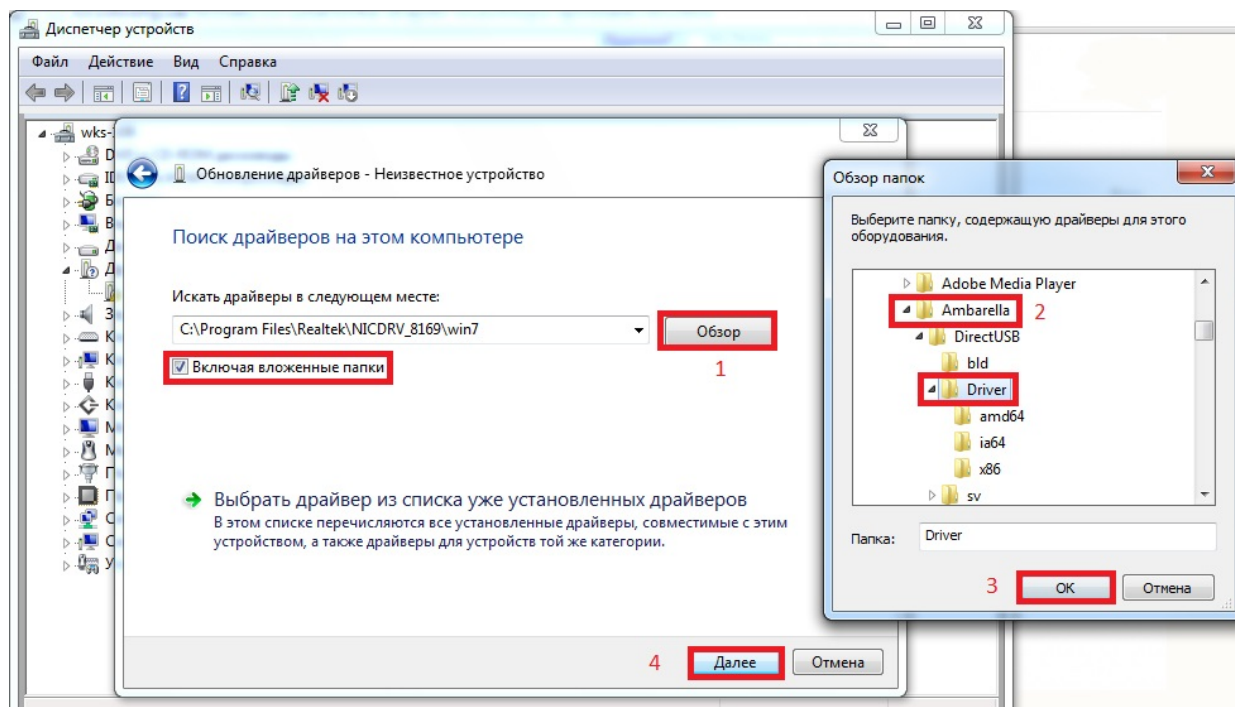 Диспетчер устройств
Файл Действие Вид Справка
wks-
Обновление драйверов - Неизвестное устройство
Поиск драйверов на этом компьютере
Искать драйверы в следующем месте:
C:\Program Files\Realtek\NICDRV_8169\win7
Обзор
1
Включая вложенные папки
Выбрать драйвер из списка уже установленных драйверов
В этом списке перечисляются все установленные драйверы, совместимые с этим
устройством, а также драйверы для устройств той же категории.
4
Далее
Отмена
Обзор папок
Выберите папку, содержащую драйверы для этого
оборудования.
Adobe Media Player
Ambarella 2
DirectUSB
bld
Driver
amd64
ia64
x86
sv
Папка: Driver
3 OK Отмена